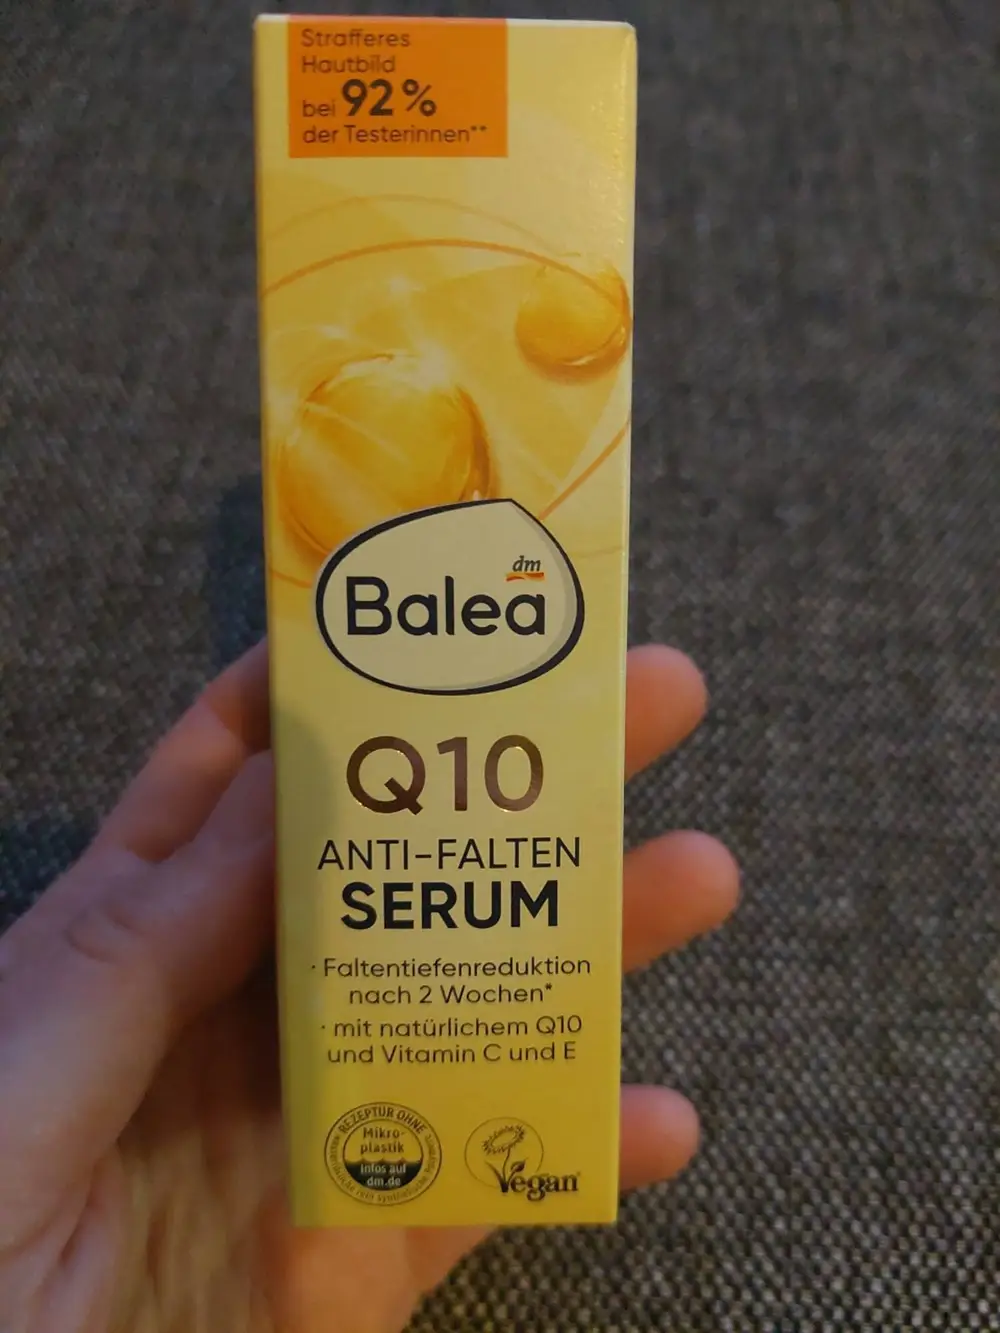 Strafferes
Hautbild
bei 92%
der Testerinnen**
dm
Balea
Q10
ANTI-FALTEN
SERUM
· Faltentiefenreduktion
nach 2 Wochen*
· mit natürlichem Q10
und Vitamin C und E
REZEPTUR OHNE
Mikro-
plastik
Infos auf
dm.de
Vegan